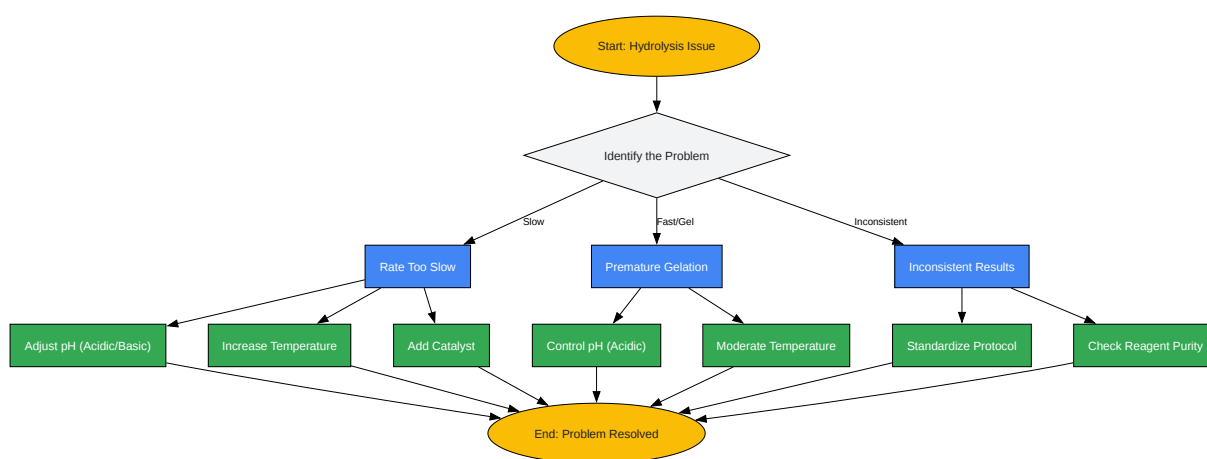 Start: Hydrolysis Issue
Identify the Problem
Slow
Fast/Gel
Inconsistent
Rate Too Slow
Premature Gelation
Inconsistent Results
Adjust pH (Acidic/Basic)
Increase Temperature
Add Catalyst
Control pH (Acidic)
Moderate Temperature
Standardize Protocol
Check Reagent Purity
End: Problem Resolved